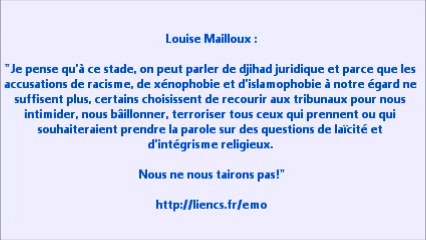 Louise Mailloux :
"Je pense qu'à ce stade, on peut parler de djihad juridique et parce que les
accusations de racisme, de xénophobie et d'islamophobie à notre égard ne
suffisent plus, certains choisissent de recourir aux tribunaux pour nous
intimider, nous bâillonner, terroriser tous ceux qui prennent ou qui
souhaiteraient prendre la parole sur des questions de laïcité et
d'intégrisme religieux.
Nous ne nous tairons pas!"
http://liencs.fr/emo